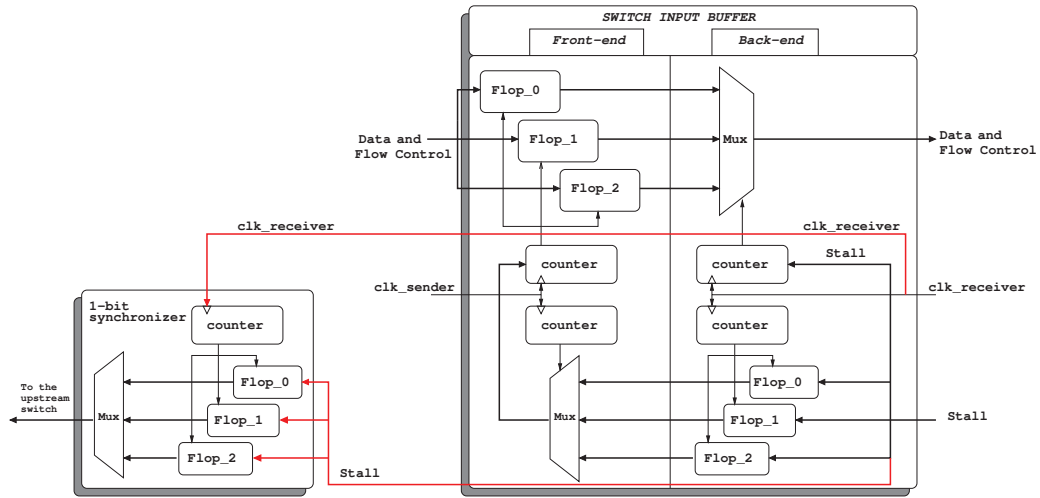 SWITCH INPUT BUFFER
Front-end
Back-end
Flop_0
Data and
Flow Control
Flop_1
Mux
Data and
Flow Control
Flop_2
clk_receiver
clk_receiver
Stall
counter
counter
clk_sender
clk_receiver
1-bit
synchronizer
counter
counter
counter
To the
upstream
switch
Flop_0
Flop_0
Mux
Flop_1
Mux
Flop_1
Stall
Flop_2
Flop_2
Stall